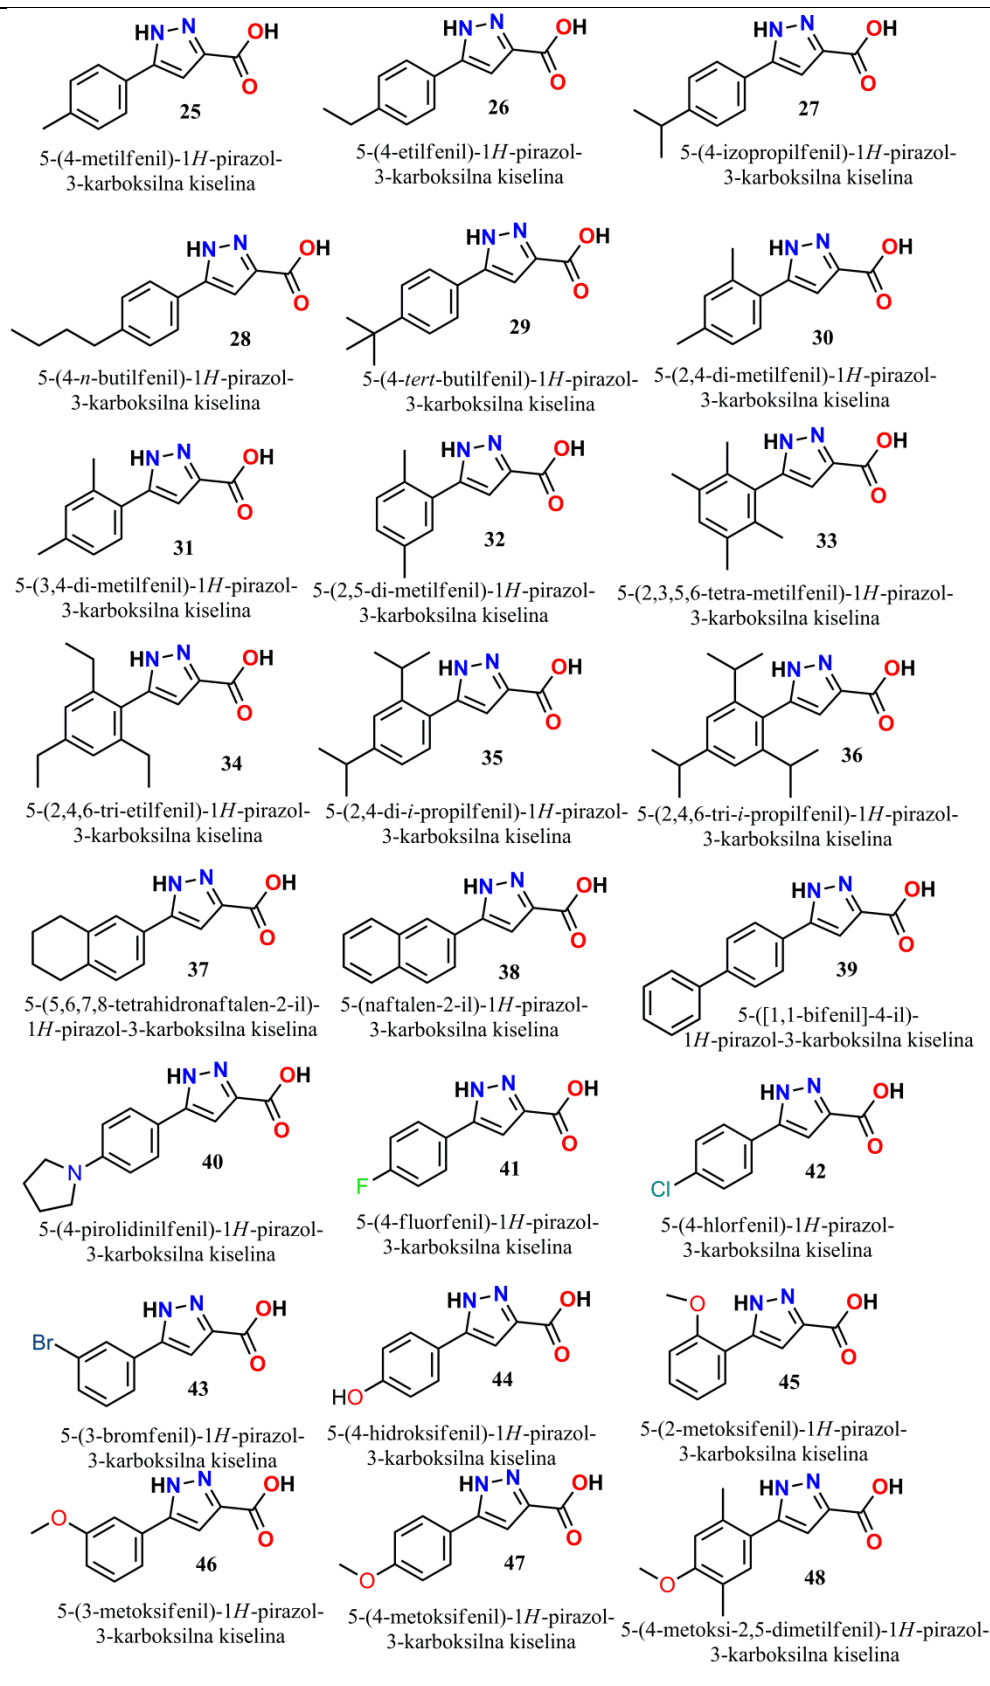 HN N OH O
25
5-(4-metilfenil)-1H-pirazol-
3-karboksilna kiselina
HN N OH O
26
5-(4-etilfenil)-1H-pirazol-
3-karboksilna kiselina
HN N OH O
27
5-(4-izopropilfenil)-1H-pirazol-
3-karboksilna kiselina
HN N OH O
28
5-(4-n-butilfenil)-1H-pirazol-
3-karboksilna kiselina
HN N OH O
29
5-(4-tert-butilfenil)-1H-pirazol-
3-karboksilna kiselina
HN N OH O
30
5-(2,4-di-metilfenil)-1H-pirazol-
3-karboksilna kiselina
HN N OH O
31
5-(3,4-di-metilfenil)-1H-pirazol-
3-karboksilna kiselina
HN N OH O
32
5-(2,5-di-metilfenil)-1H-pirazol-
3-karboksilna kiselina
HN N OH O
33
5-(2,3,5,6-tetra-metilfenil)-1H-pirazol-
3-karboksilna kiselina
HN N OH O
34
5-(2,4,6-tri-etilfenil)-1H-pirazol-
3-karboksilna kiselina
HN N OH O
35
5-(2,4-di-i-propilfenil)-1H-pirazol-
3-karboksilna kiselina
HN N OH O
36
5-(2,4,6-tri-i-propilfenil)-1H-pirazol-
3-karboksilna kiselina
HN N OH O
37
5-(5,6,7,8-tetrahidronaftalen-2-il)-
1H-pirazol-3-karboksilna kiselina
HN N OH O
38
5-(naftalen-2-il)-1H-pirazol-
3-karboksilna kiselina
HN N OH O
39
5-([1,1-bifenil]-4-il)-
1H-pirazol-3-karboksilna kiselina
HN N OH O
N
40
5-(4-pirolidinilfenil)-1H-pirazol-
3-karboksilna kiselina
HN N OH O
F
41
5-(4-fluorfenil)-1H-pirazol-
3-karboksilna kiselina
HN N OH O
Cl
42
5-(4-hlorfenil)-1H-pirazol-
3-karboksilna kiselina
HN N OH O
Br
43
5-(3-bromfenil)-1H-pirazol-
3-karboksilna kiselina
HN N OH O
HO
44
5-(4-hidroksifenil)-1H-pirazol-
3-karboksilna kiselina
O HN N OH O
45
5-(2-metoksifenil)-1H-pirazol-
3-karboksilna kiselina
HN N OH O
O
46
5-(3-metoksifenil)-1H-pirazol-
3-karboksilna kiselina
HN N OH O
O
47
5-(4-metoksifenil)-1H-pirazol-
3-karboksilna kiselina
HN N OH O
O
48
5-(4-metoksi-2,5-dimetilfenil)-1H-pirazol-
3-karboksilna kiselina